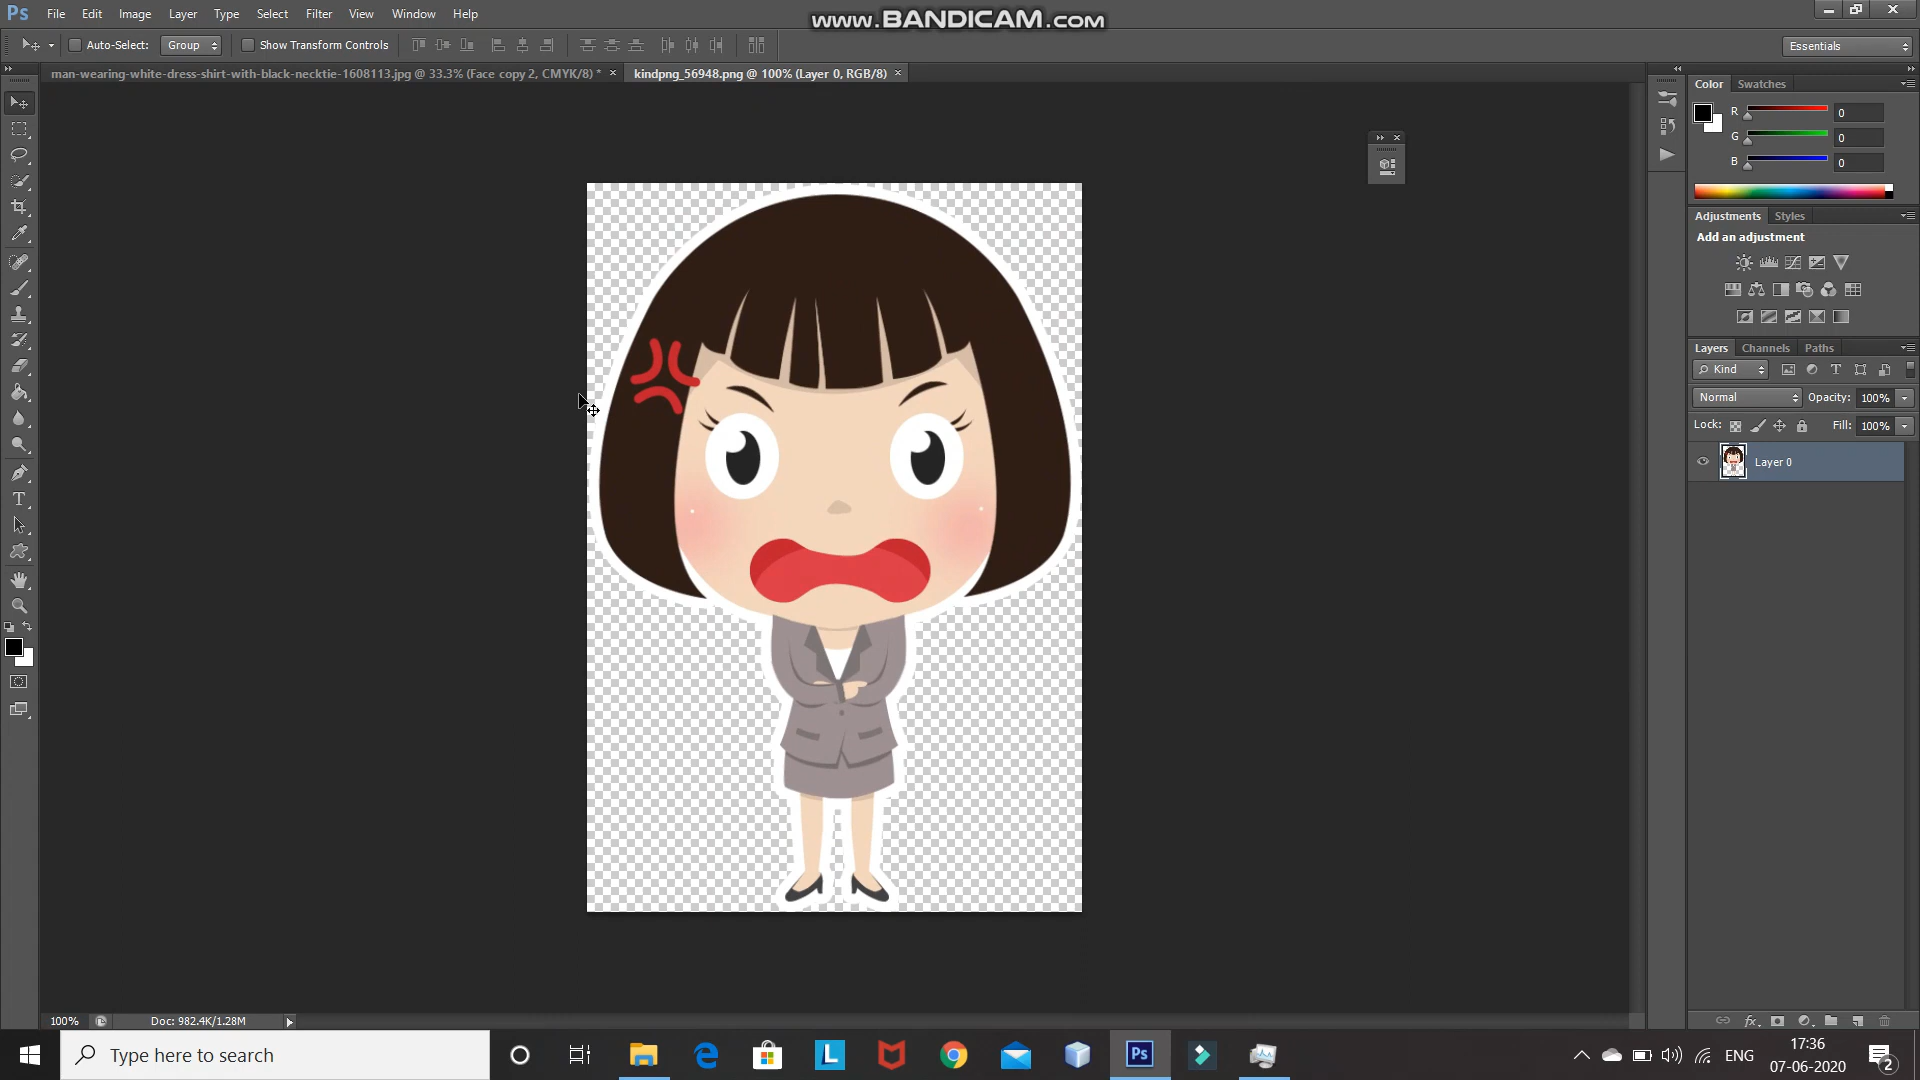 Ps File Edit Image Layer Type Select Filter View Window Help
www.BANDICAM.com
Auto-Select: Group Show Transform Controls Essentials
man-wearing-white-dress-shirt-with-black-necktie-1608113.jpg @ 33.3% (Face copy 2, CMYK/8) * × kindpng_56948.png @ 100% (Layer 0, RGB/8) ×
Color Swatches
R 0
G 0
B 0
Adjustments Styles
Add an adjustment
Layers Channels Paths
Kind T
Normal Opacity: 100%
Lock: Fill: 100%
Layer 0
T
fx
100% Doc: 982.4K/1.28M
Type here to search
L
Ps
ENG
17:36
07-06-2020
2